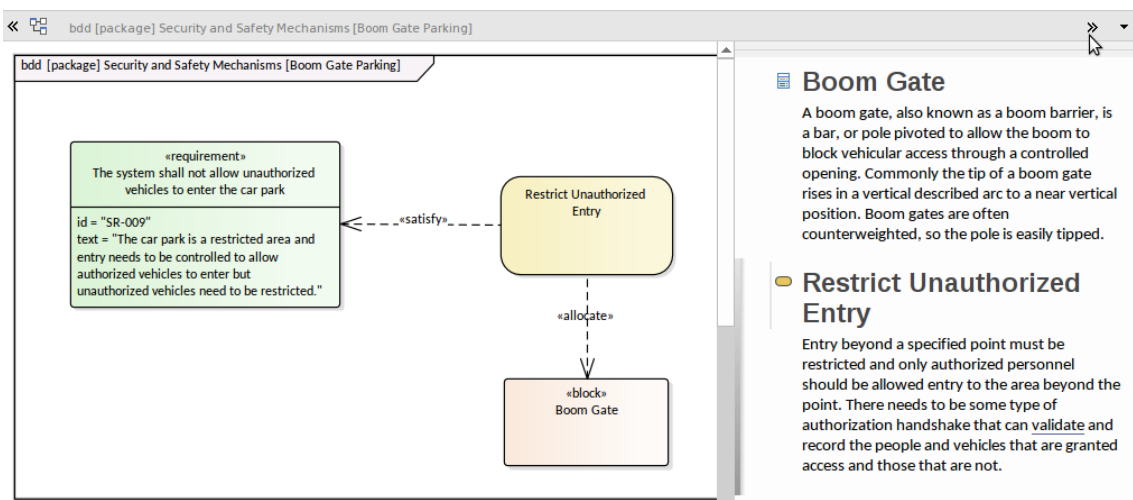 bdd [package] Security and Safety Mechanisms [Boom Gate Parking]
bdd [package] Security and Safety Mechanisms [Boom Gate Parking]
«requirement»
The system shall not allow unauthorized
vehicles to enter the car park
id = "SR-009"
text = "The car park is a restricted area and
entry needs to be controlled to allow
authorized vehicles to enter but
unauthorized vehicles need to be restricted."
«satisfy»
Restrict Unauthorized
Entry
«allocate»
«block»
Boom Gate
Boom Gate
A boom gate, also known as a boom barrier, is
a bar, or pole pivoted to allow the boom to
block vehicular access through a controlled
opening. Commonly the tip of a boom gate
rises in a vertical described arc to a near vertical
position. Boom gates are often
counterweighted, so the pole is easily tipped.
Restrict Unauthorized
Entry
Entry beyond a specified point must be
restricted and only authorized personnel
should be allowed entry to the area beyond the
point. There needs to be some type of
authorization handshake that can validate and
record the people and vehicles that are granted
access and those that are not.